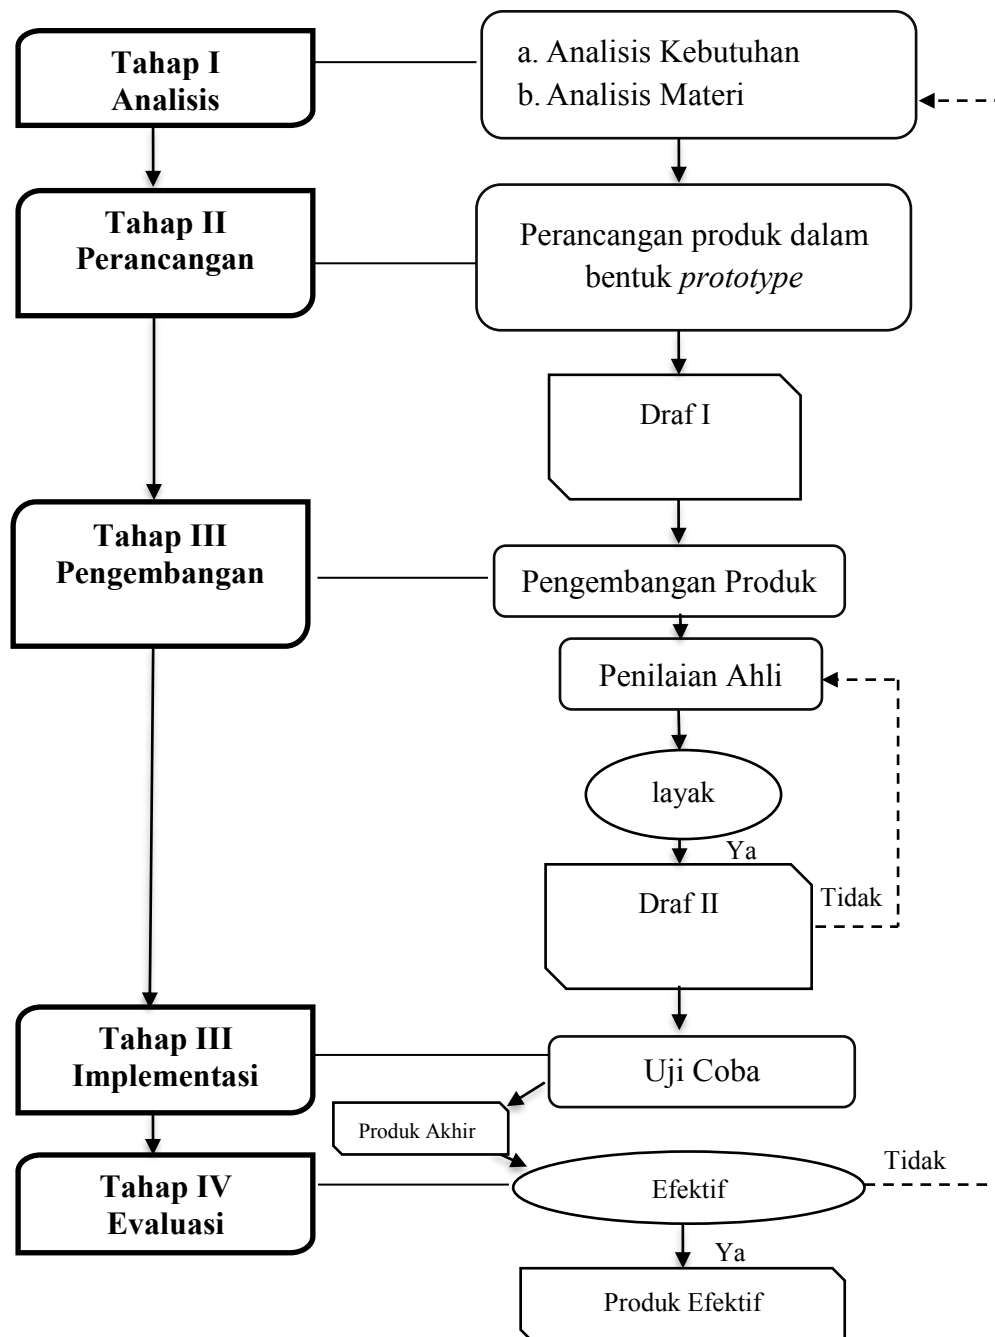 Tahap I
Analisis
a. Analisis Kebutuhan
b. Analisis Materi
Tahap II
Perancangan
Perancangan produk dalam
bentuk prototype
Draf I
Tahap III
Pengembangan
Pengembangan Produk
Penilaian Ahli
layak
Ya
Draf II
Tidak
Tahap III
Implementasi
Uji Coba
Produk Akhir
Tahap IV
Evaluasi
Efektif
Tidak
Ya
Produk Efektif